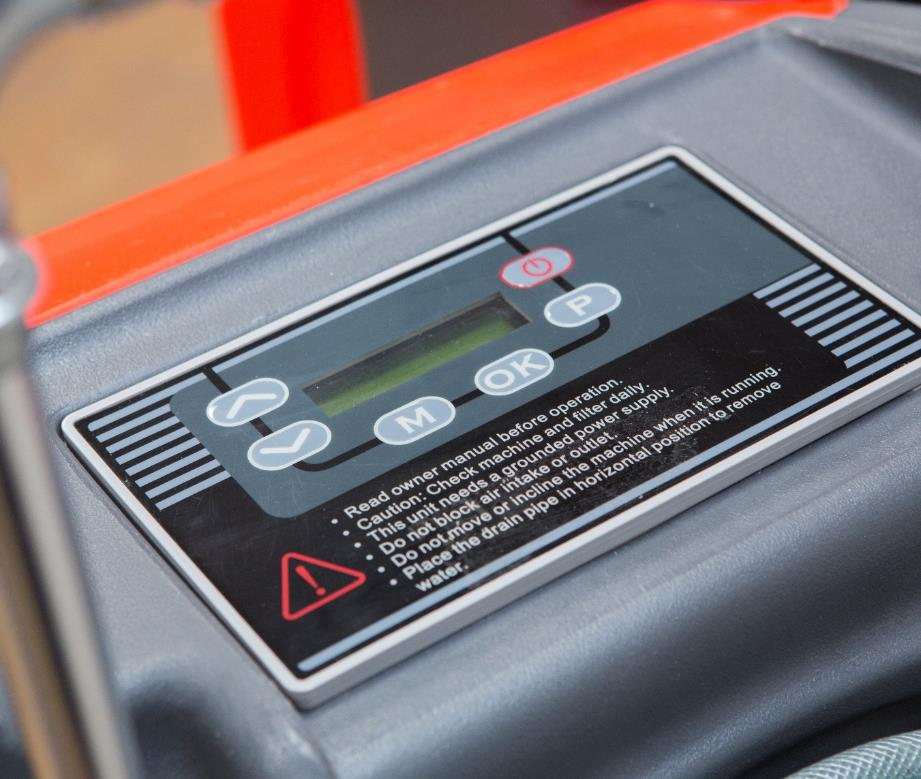 P
OK
M
• Read owner manual before operation.
• Caution: Check machine and filter daily.
• This unit needs a grounded power supply.
• Do not block air intake or outlet.
• Do not move or incline the machine when it is running.
• Place the drain pipe in horizontal position to remove
water.